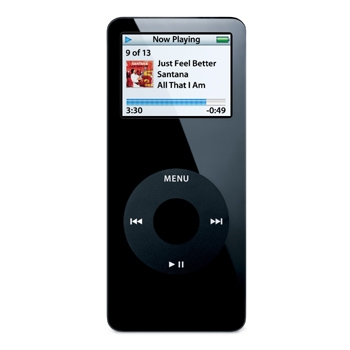 Now Playing
9 of 13
Just Feel Better
Santana
All That I Am
3:30 -0:49
MENU